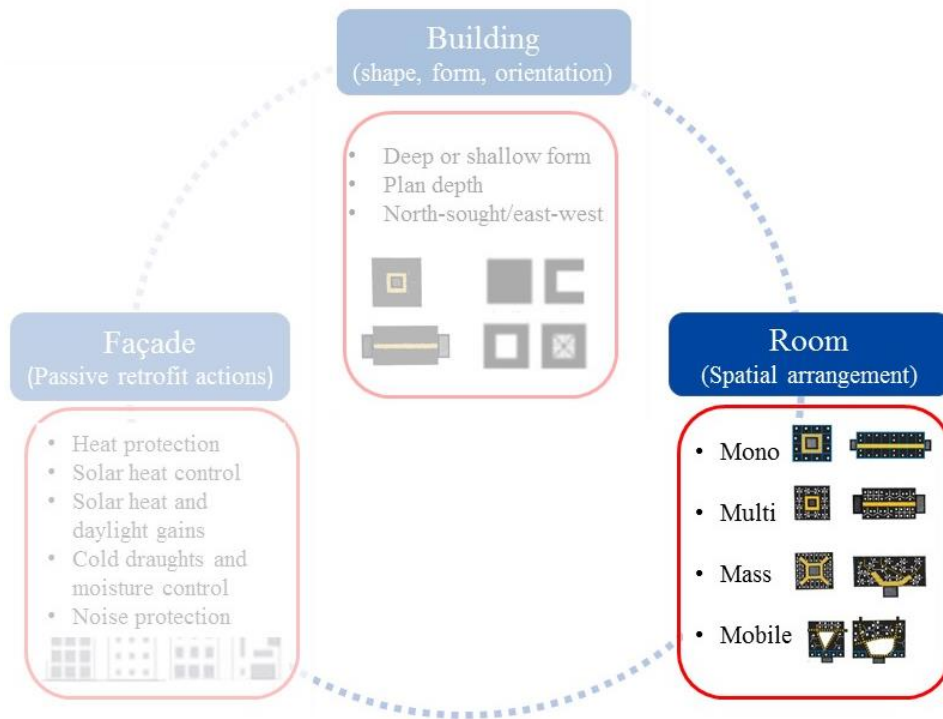 Building
(shape, form, orientation)
• Deep or shallow form
• Plan depth
• North-sought/east-west
Façade
(Passive retrofit actions)
• Heat protection
• Solar heat control
• Solar heat and
daylight gains
• Cold draughts and
moisture control
• Noise protection
Room
(Spatial arrangement)
• Mono
• Multi
• Mass
• Mobile